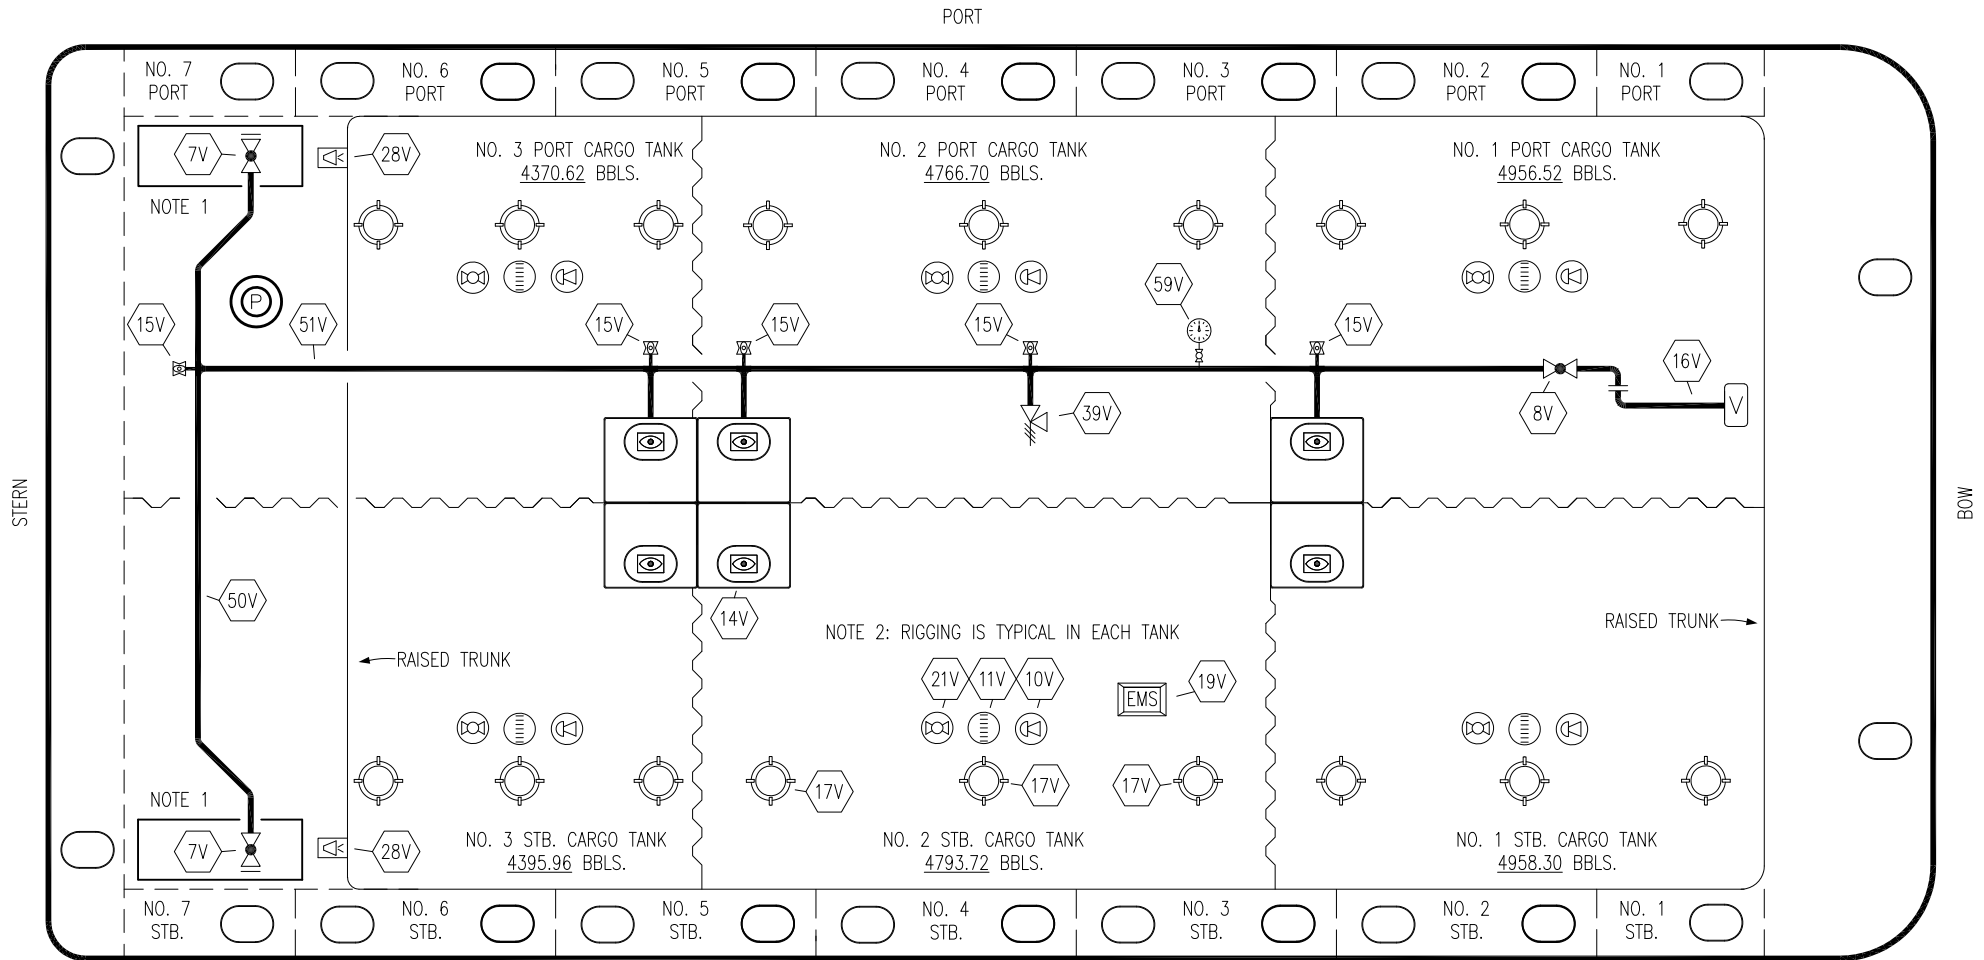 PORT
NO. 7
PORT
NO. 6
PORT
NO. 5
PORT
NO. 4
PORT
NO. 3
PORT
NO. 2
PORT
NO. 1
PORT
7V
28V
NOTE 1
NO. 3 PORT CARGO TANK
4370.62 BBLS.
NO. 2 PORT CARGO TANK
4766.70 BBLS.
NO. 1 PORT CARGO TANK
4956.52 BBLS.
P
59V
15V
51V
15V
15V
15V
15V
16V
V
39V
8V
STERN
BOW
50V
14V
NOTE 2: RIGGING IS TYPICAL IN EACH TANK
RAISED TRUNK
RAISED TRUNK
21V
11V
10V
EMS
19V
17V
17V
17V
NOTE 1
7V
28V
NO. 3 STB. CARGO TANK
4395.96 BBLS.
NO. 2 STB. CARGO TANK
4793.72 BBLS.
NO. 1 STB. CARGO TANK
4958.30 BBLS.
NO. 7
STB.
NO. 6
STB.
NO. 5
STB.
NO. 4
STB.
NO. 3
STB.
NO. 2
STB.
NO. 1
STB.